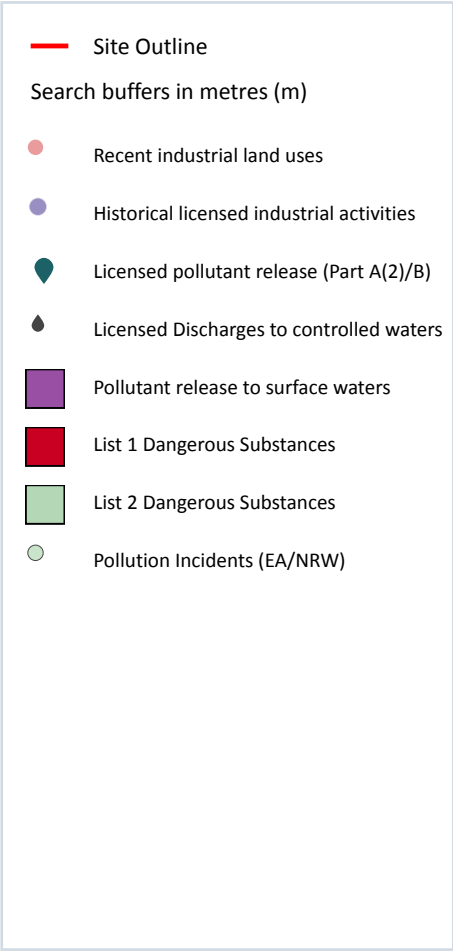 Site Outline
Search buffers in metres (m)
Recent industrial land uses
Historical licensed industrial activities
Licensed pollutant release (Part A(2)/B)
Licensed Discharges to controlled waters
Pollutant release to surface waters
List 1 Dangerous Substances
List 2 Dangerous Substances
Pollution Incidents (EA/NRW)